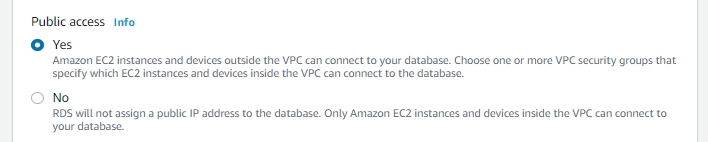 Public access Info
Yes
Amazon EC2 instances and devices outside the VPC can connect to your database. Choose one or more VPC security groups that
specify which EC2 instances and devices inside the VPC can connect to the database.
No
RDS will not assign a public IP address to the database. Only Amazon EC2 instances and devices inside the VPC can connect to
your database.